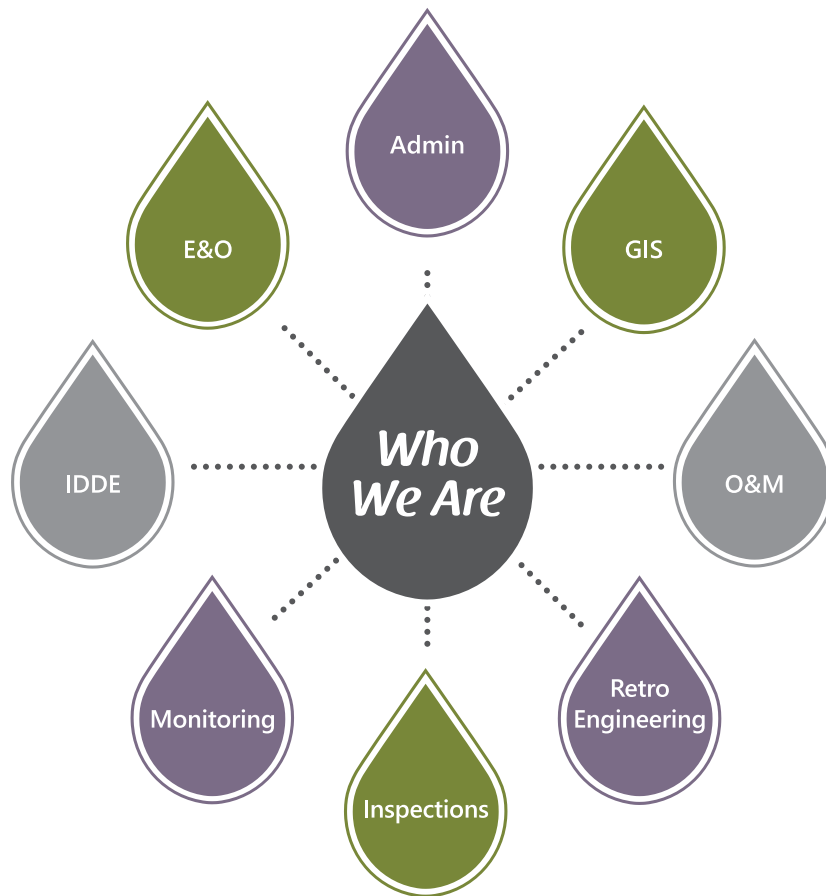 Admin
E&O
GIS
Who
We Are
IDDE
O&M
Monitoring
Retro
Engineering
Inspections